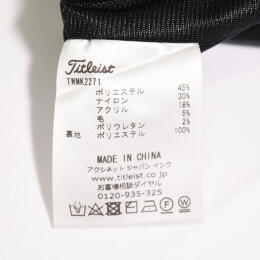 Titleist
TWMK2271
ポリエステル 45%
ナイロン 30%
アクリル 18%
毛 5%
ポリウレタン 2%
裏地 ポリエステル 100%
MADE IN CHINA
アクシネット ジャパン インク
www.titleist.co.jp
お客様相談ダイヤル
0120-935-325